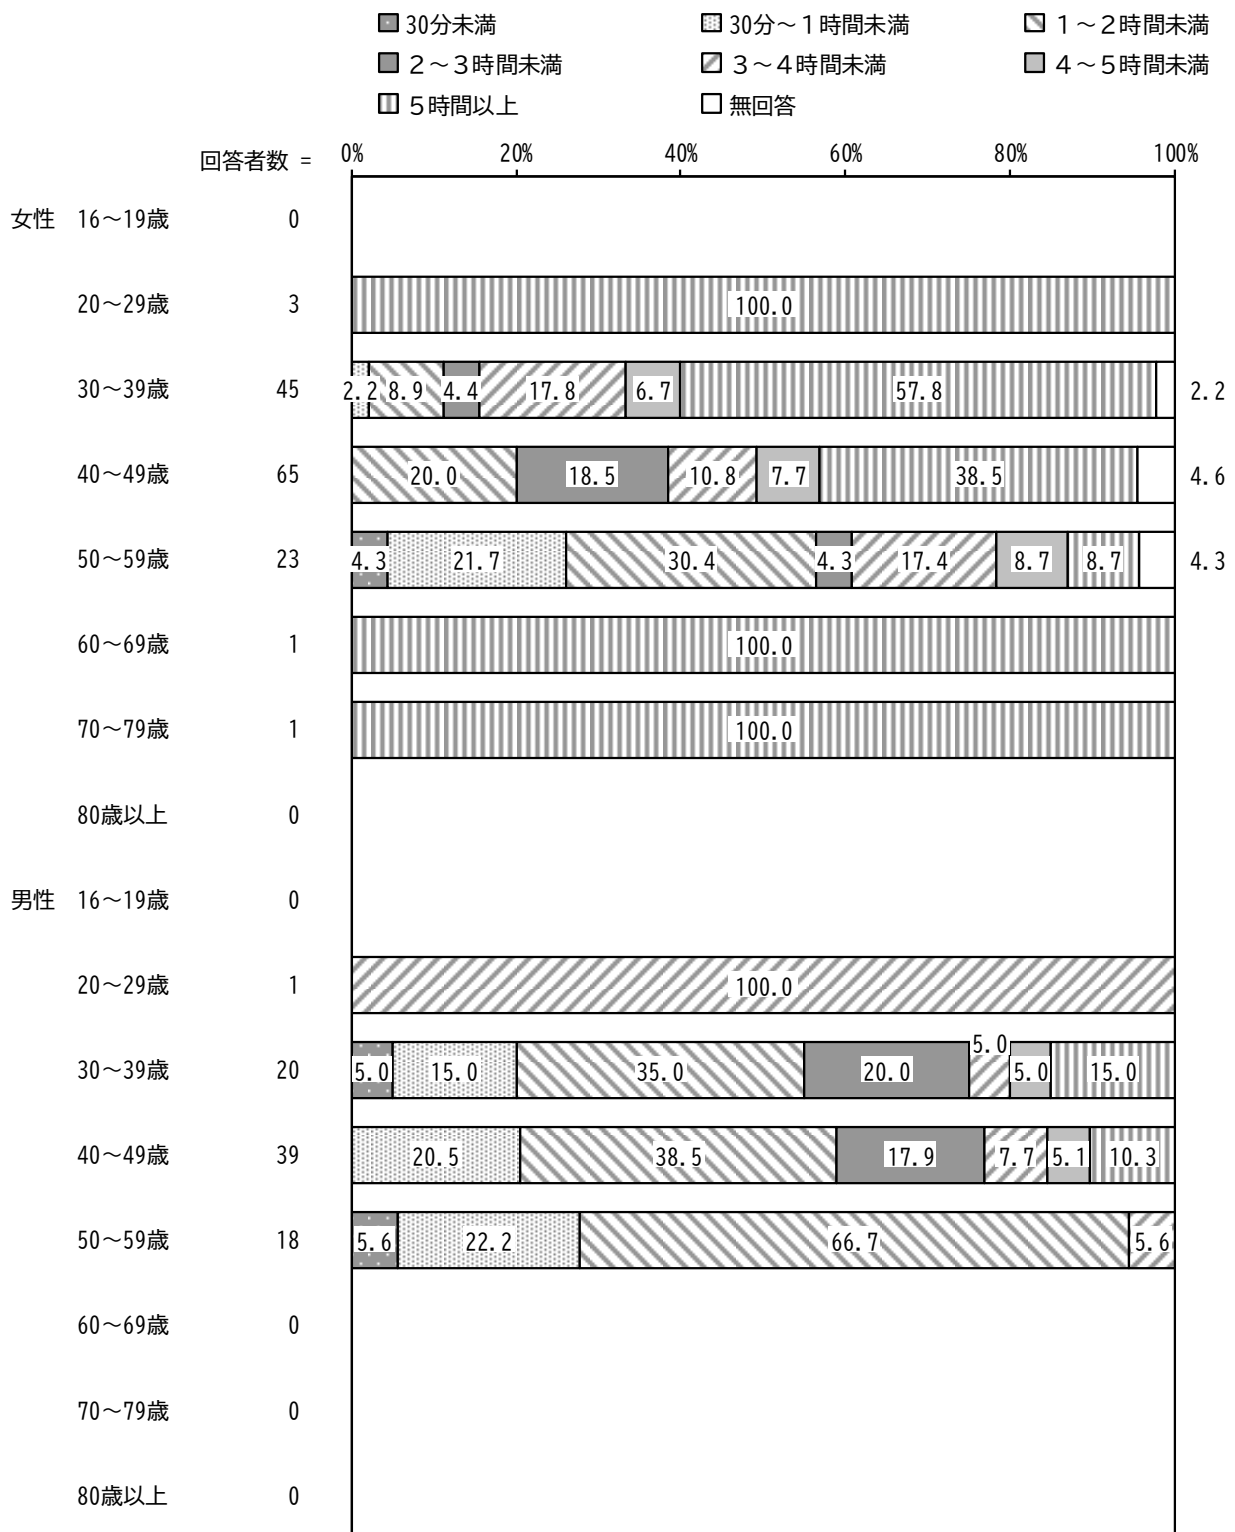 30分未満 30分～１時間未満 １～２時間未満
２～３時間未満 ３～４時間未満 ４～５時間未満
５時間以上 無回答
回答者数 = 0% 20% 40% 60% 80% 100%
女性 16～19歳 0
20～29歳 3 100.0
30～39歳 45 2.2 8.9 4.4 17.8 6.7 57.8 2.2
40～49歳 65 20.0 18.5 10.8 7.7 38.5 4.6
50～59歳 23 4.3 21.7 30.4 4.3 17.4 8.7 8.7 4.3
60～69歳 1 100.0
70～79歳 1 100.0
80歳以上 0
男性 16～19歳 0
20～29歳 1 100.0
30～39歳 20 5.0 15.0 35.0 20.0 5.0 5.0 15.0
40～49歳 39 20.5 38.5 17.9 7.7 5.1 10.3
50～59歳 18 5.6 22.2 66.7 5.6
60～69歳 0
70～79歳 0
80歳以上 0